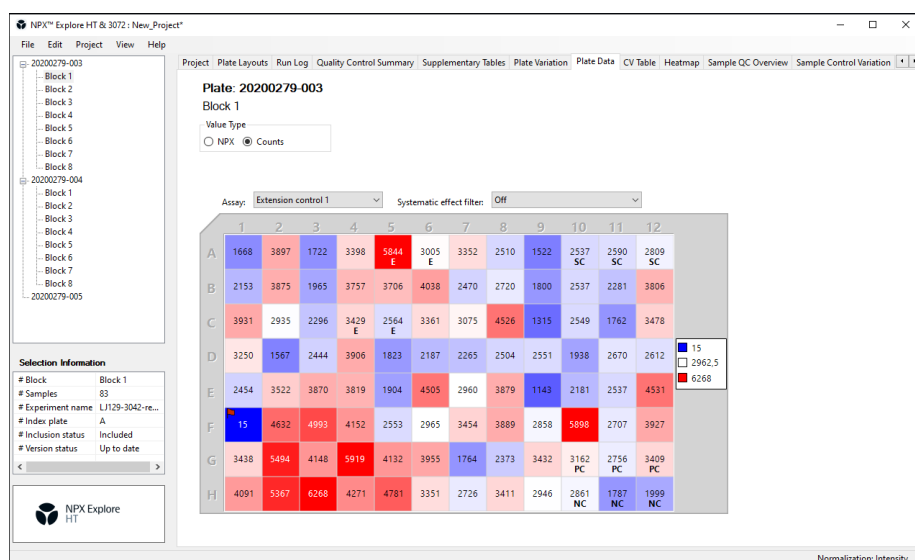 NPX™ Explore HT & 3072 : New_Project*
File Edit Project View Help
20200279-003
Block 1
Block 2
Block 3
Block 4
Block 5
Block 6
Block 7
Block 8
20200279-004
Block 1
Block 2
Block 3
Block 4
Block 5
Block 6
Block 7
Block 8
20200279-005
Selection Information
# Block Block 1
# Samples 83
# Experiment name LJ129-3042-re...
# Index plate A
# Inclusion status Included
# Version status Up to date
NPX Explore
HT
Project Plate Layouts Run Log Quality Control Summary Supplementary Tables Plate Variation Plate Data CV Table Heatmap Sample QC Overview Sample Control Variation
Plate: 20200279-003
Block 1
Value Type
NPX Counts
Assay: Extension control 1 Systematic effect filter: Off
1 2 3 4 5 6 7 8 9 10 11 12
A 1668 3897 1722 3398 5844 3005 3352 2510 1522 2537 2590 2809
E E SC SC SC
B 2153 3875 1965 3757 3706 4038 2470 2720 1800 2537 2281 3806
C 3931 2935 2296 3429 2564 3361 3075 4526 1315 2549 1762 3478
E E
D 3250 1567 2444 3906 1823 2187 2265 2504 2551 1938 2670 2612
E 2454 3522 3870 3819 1904 4505 2960 3879 1143 2181 2537 4531
F 15 4632 4993 4152 2553 2965 3454 3889 2858 5898 2707 3927
G 3438 5494 4148 5919 4132 3955 1764 2373 3432 3162 2756 3409
PC PC PC
H 4091 5367 6268 4271 4781 3351 2726 3411 2946 2861 1787 1999
NC NC NC
15
2962,5
6268
Normalization: Intensity